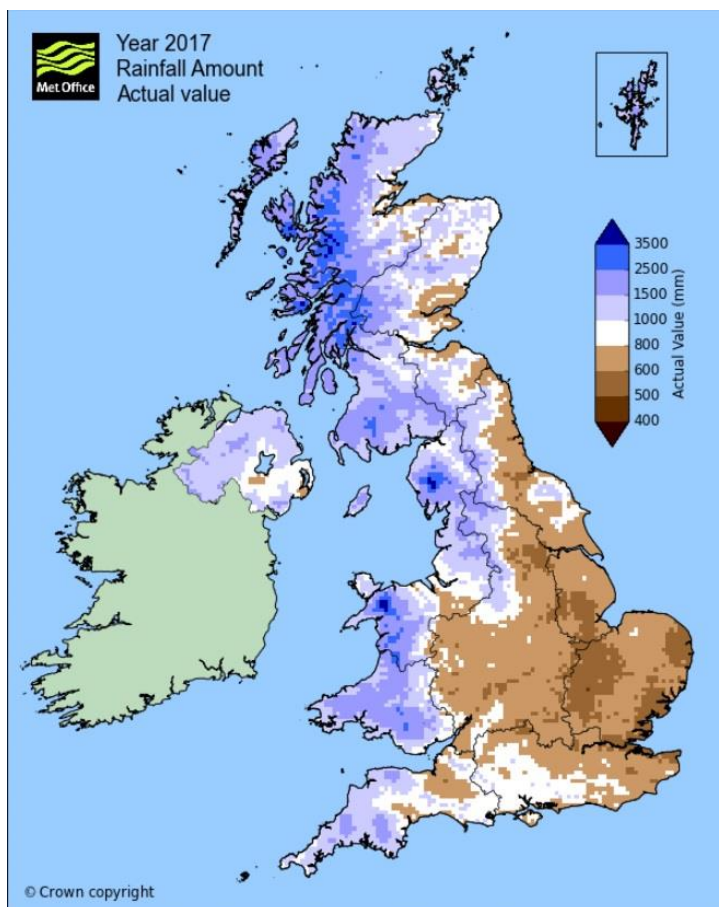 Year 2017
Rainfall Amount
Actual value
Met Office
3500
2500
1500
1000
800
600
500
400
Actual Value (mm)
© Crown copyright